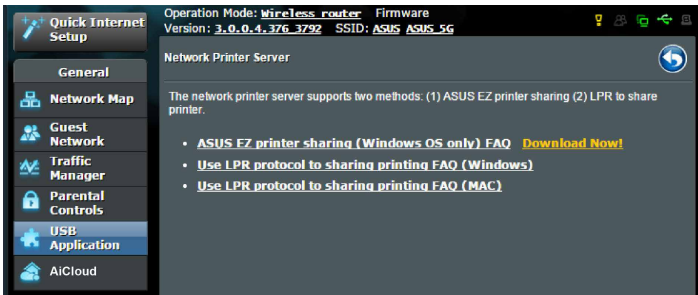 Quick Internet
Setup
General
Network Map
Guest
Network
Traffic
Manager
Parental
Controls
USB
Application
AiCloud
Operation Mode: Wireless router Firmware
Version: 3.0.0.4.376_3792 SSID: ASUS ASUS_5G
Network Printer Server
The network printer server supports two methods: (1) ASUS EZ printer sharing (2) LPR to share
printer.
• ASUS EZ printer sharing (Windows OS only) FAQ Download Now!
• Use LPR protocol to sharing printing FAQ (Windows)
• Use LPR protocol to sharing printing FAQ (MAC)